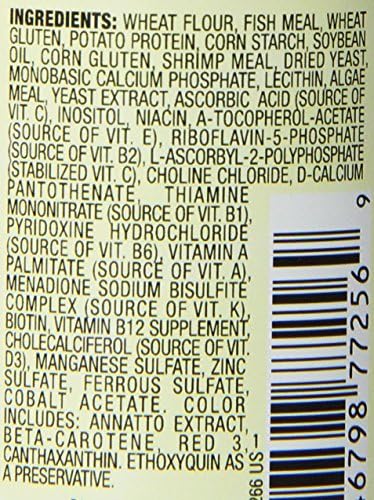 INGREDIENTS: WHEAT FLOUR, FISH MEAL, WHEAT
GLUTEN, POTATO PROTEIN, CORN STARCH, SOYBEAN
OIL, CORN GLUTEN, SHRIMP MEAL, DRIED YEAST,
MONOBASIC CALCIUM PHOSPHATE, LECITHIN, ALGAE
MEAL, YEAST EXTRACT, ASCORBIC ACID (SOURCE OF
VIT. C), INOSITOL, NIACIN, A-TOCOPHEROL-ACETATE
(SOURCE OF VIT. E), RIBOFLAVIN-5-PHOSPHATE
(SOURCE OF VIT. B2), L-ASCORBYL-2-POLYPHOSPHATE
(STABILIZED VIT. C), CHOLINE CHLORIDE, D-CALCIUM
PANTOTHENATE, THIAMINE
MONONITRATE (SOURCE OF VIT. B1),
PYRIDOXINE HYDROCHLORIDE
(SOURCE OF VIT. B6), VITAMIN A
PALMITATE (SOURCE OF VIT. A),
MENADIONE SODIUM BISULFITE
COMPLEX (SOURCE OF VIT. K),
BIOTIN, VITAMIN B12 SUPPLEMENT,
CHOLECALCIFEROL (SOURCE OF VIT.
D3), MANGANESE SULFATE, ZINC
SULFATE, FERROUS SULFATE,
COBALT ACETATE. COLOR
INCLUDES: ANNATTO EXTRACT,
BETA-CAROTENE, RED 3,
CANTHAXANTHIN. ETHOXYQUIN AS
A PRESERVATIVE.
46798 77256 9